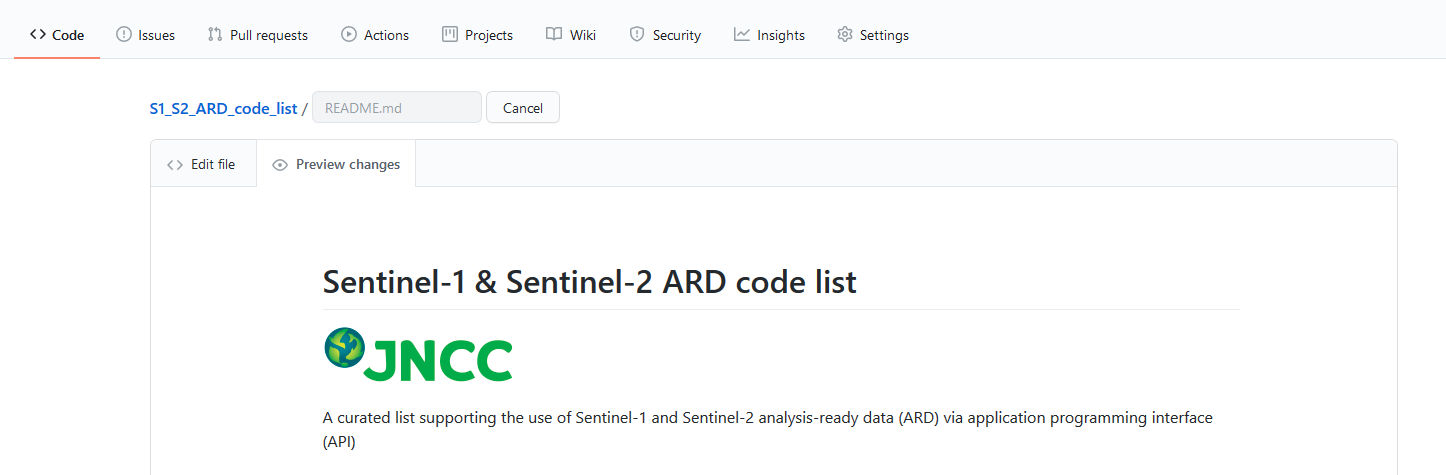 Code Issues Pull requests Actions Projects Wiki Security Insights Settings
S1_S2_ARD_code_list / README.md Cancel
Edit file Preview changes
Sentinel-1 & Sentinel-2 ARD code list
JNCC
A curated list supporting the use of Sentinel-1 and Sentinel-2 analysis-ready data (ARD) via application programming interface
(API)